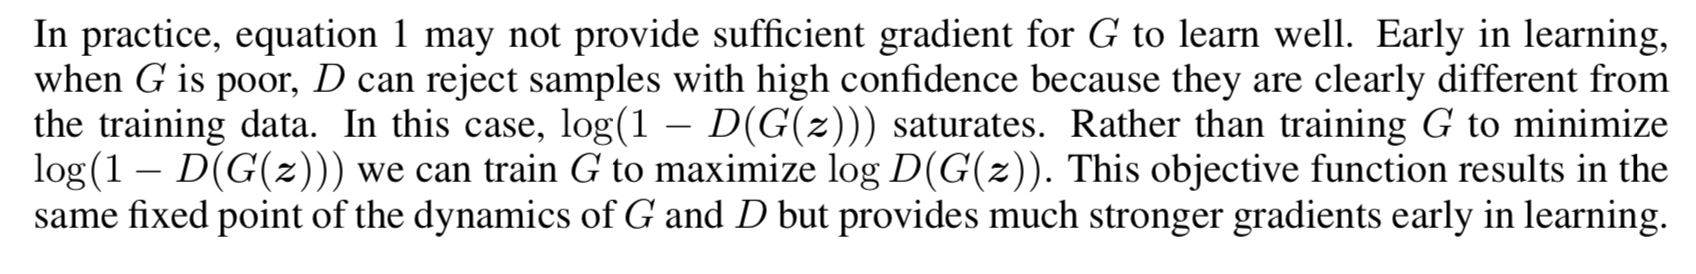 In practice, equation 1 may not provide sufficient gradient for G to learn well. Early in learning,
when G is poor, D can reject samples with high confidence because they are clearly different from
the training data. In this case, log(1 − D(G(z))) saturates. Rather than training G to minimize
log(1 − D(G(z))) we can train G to maximize log D(G(z)). This objective function results in the
same fixed point of the dynamics of G and D but provides much stronger gradients early in learning.